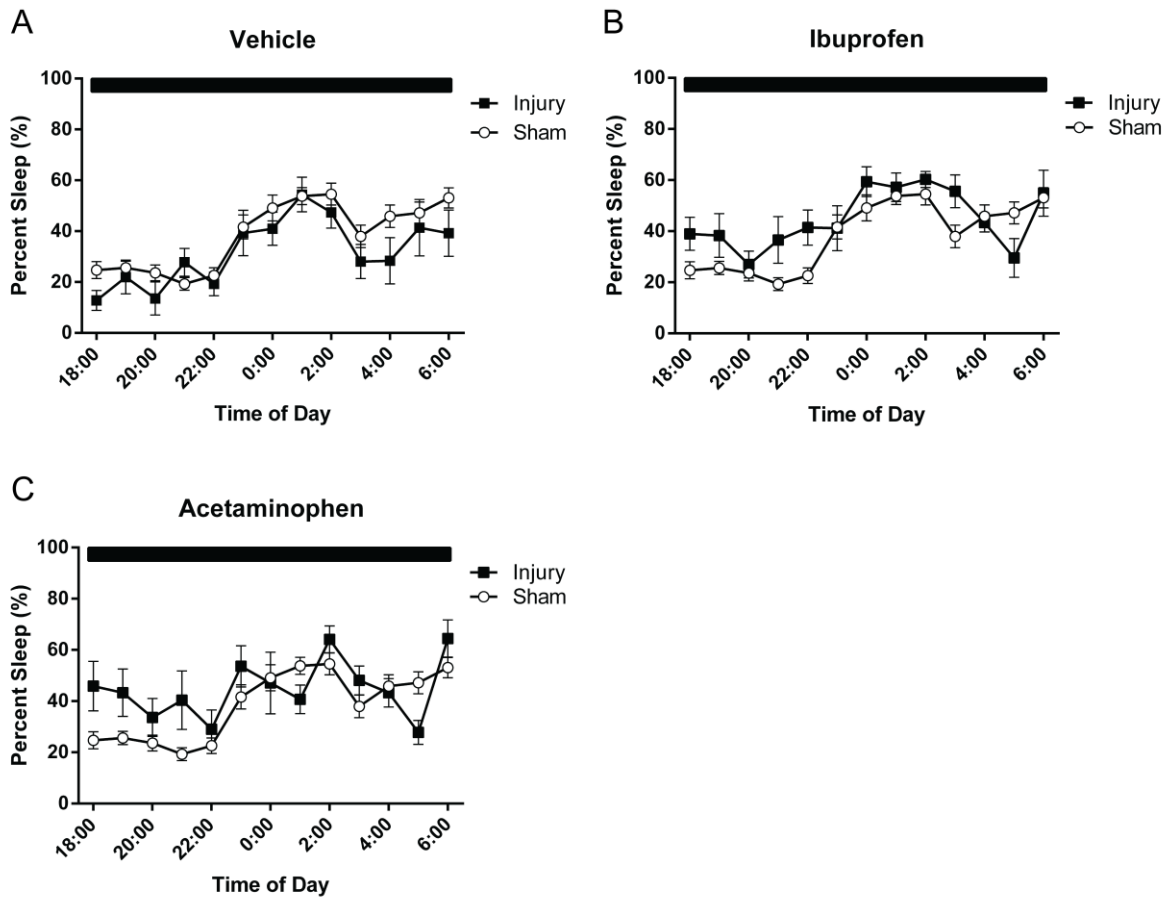 A
Vehicle
Percent Sleep (%)
100
80
60
40
20
0
18:00
20:00
22:00
0:00
2:00
4:00
6:00
Time of Day
Injury
Sham
B
Ibuprofen
Percent Sleep (%)
100
80
60
40
20
0
18:00
20:00
22:00
0:00
2:00
4:00
6:00
Time of Day
Injury
Sham
C
Acetaminophen
Percent Sleep (%)
100
80
60
40
20
0
18:00
20:00
22:00
0:00
2:00
4:00
6:00
Time of Day
Injury
Sham